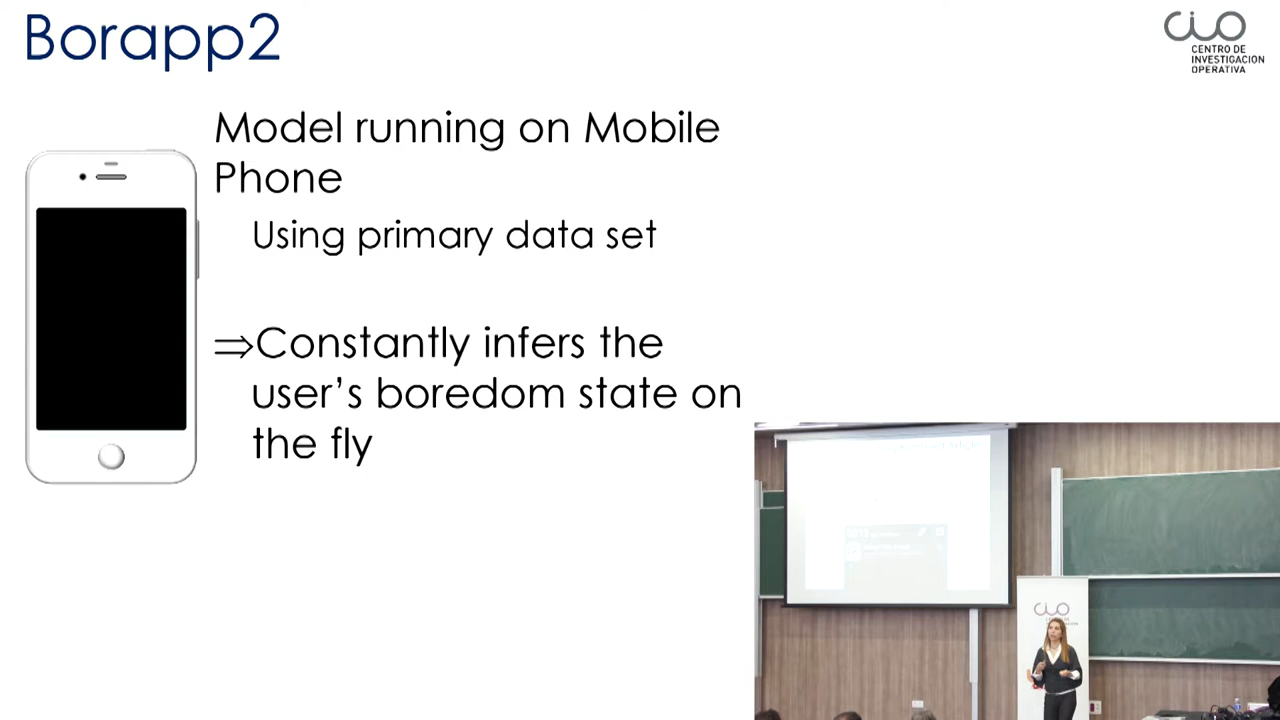 Borapp2
CIO
CENTRO DE
INVESTIGACION
OPERATIVA
Model running on Mobile
Phone
Using primary data set
⇒Constantly infers the
user's boredom state on
the fly
CIO